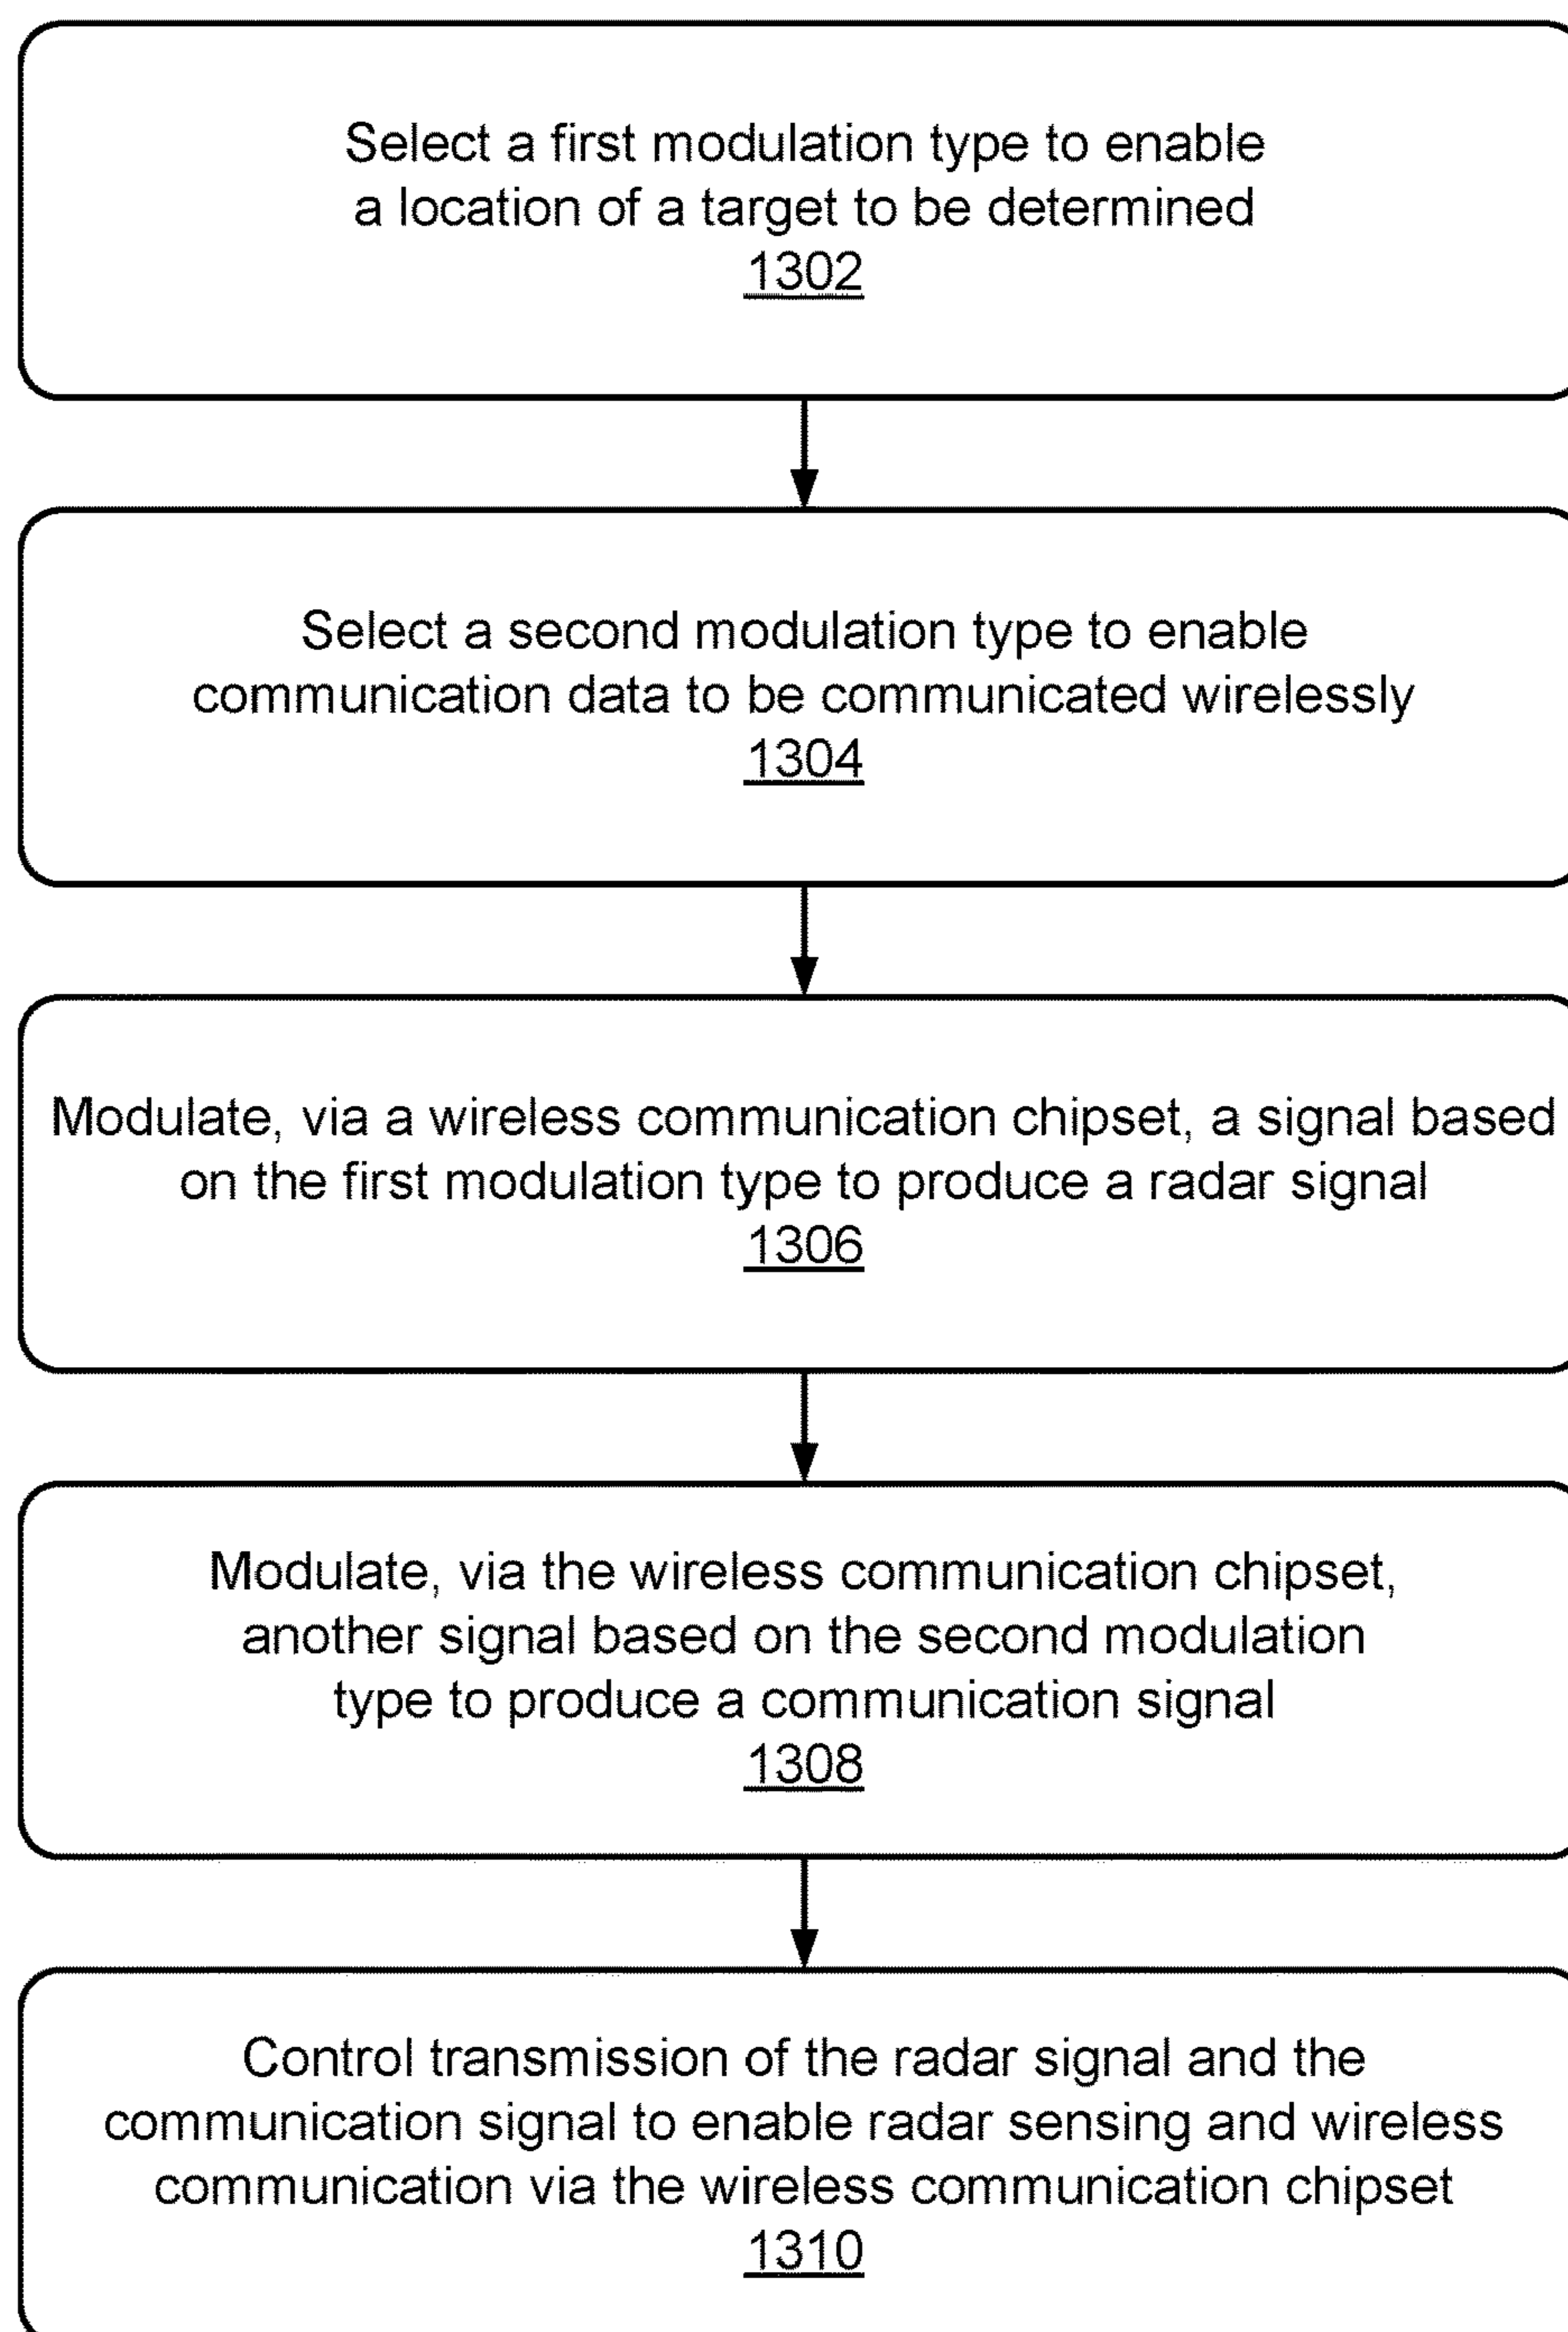 Select a first modulation type to enable
a location of a target to be determined
1302
Select a second modulation type to enable
communication data to be communicated wirelessly
1304
Modulate, via a wireless communication chipset, a signal based
on the first modulation type to produce a radar signal
1306
Modulate, via the wireless communication chipset,
another signal based on the second modulation
type to produce a communication signal
1308
Control transmission of the radar signal and the
communication signal to enable radar sensing and wireless
communication via the wireless communication chipset
1310